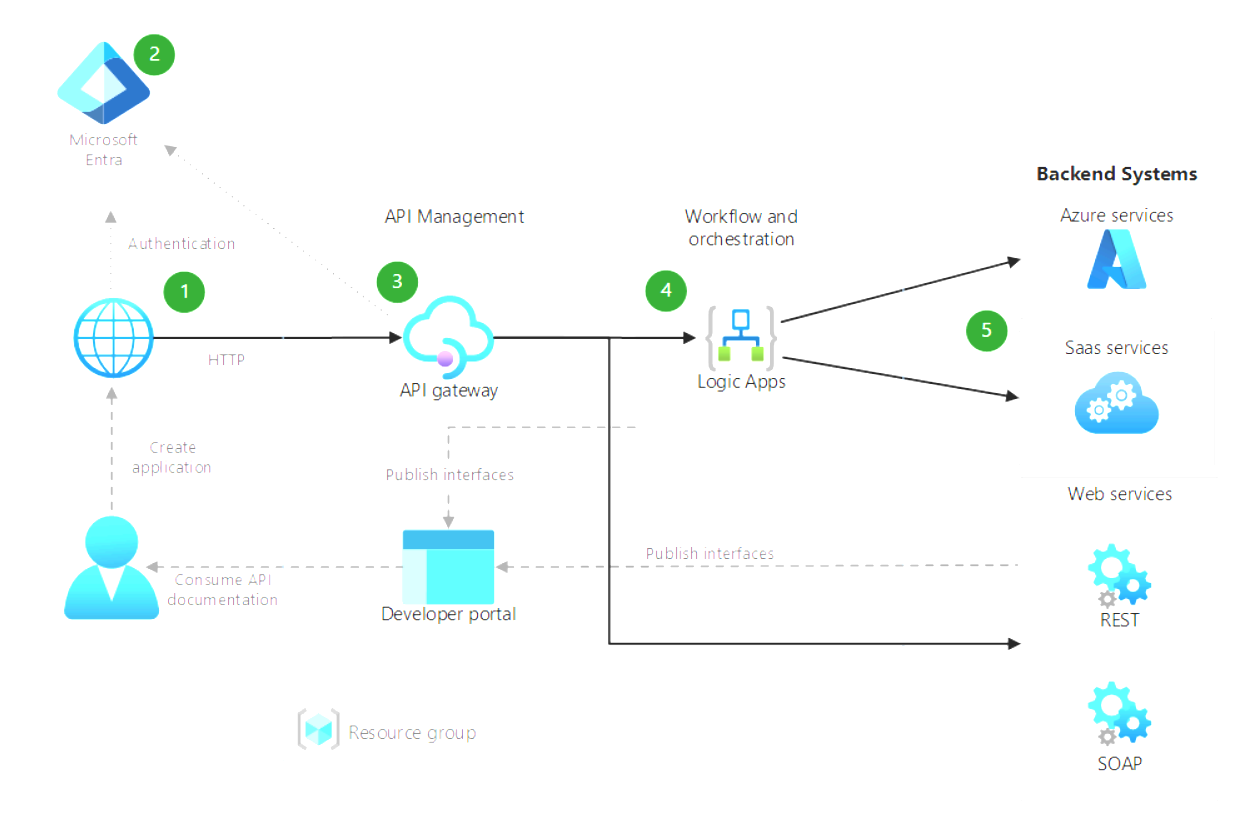 2
Microsoft
Entra
Backend Systems
API Management
Workflow and
orchestration
Azure services
Authentication
1
3
4
5
HTTP
API gateway
Logic Apps
Saas services
Create
application
Publish interfaces
Web services
Publish interfaces
Consume API
documentation
Developer portal
REST
Resource group
SOAP